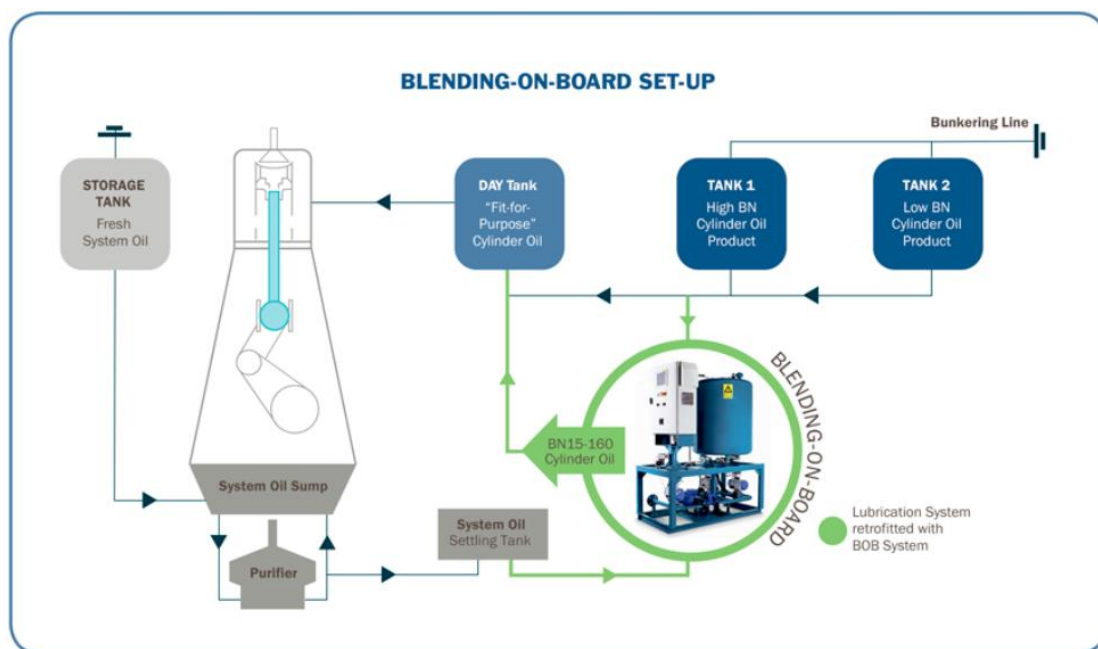 BLENDING-ON-BOARD SET-UP
Bunkering Line
STORAGE
TANK
Fresh
System Oil
DAY Tank
“Fit-for-
Purpose”
Cylinder Oil
TANK 1
High BN
Cylinder Oil
Product
TANK 2
Low BN
Cylinder Oil
Product
BLENDING-ON-BOARD
BN15-160
Cylinder Oil
System Oil Sump
Purifier
System Oil
Settling Tank
Lubrication System
retrofitted with
BOB System